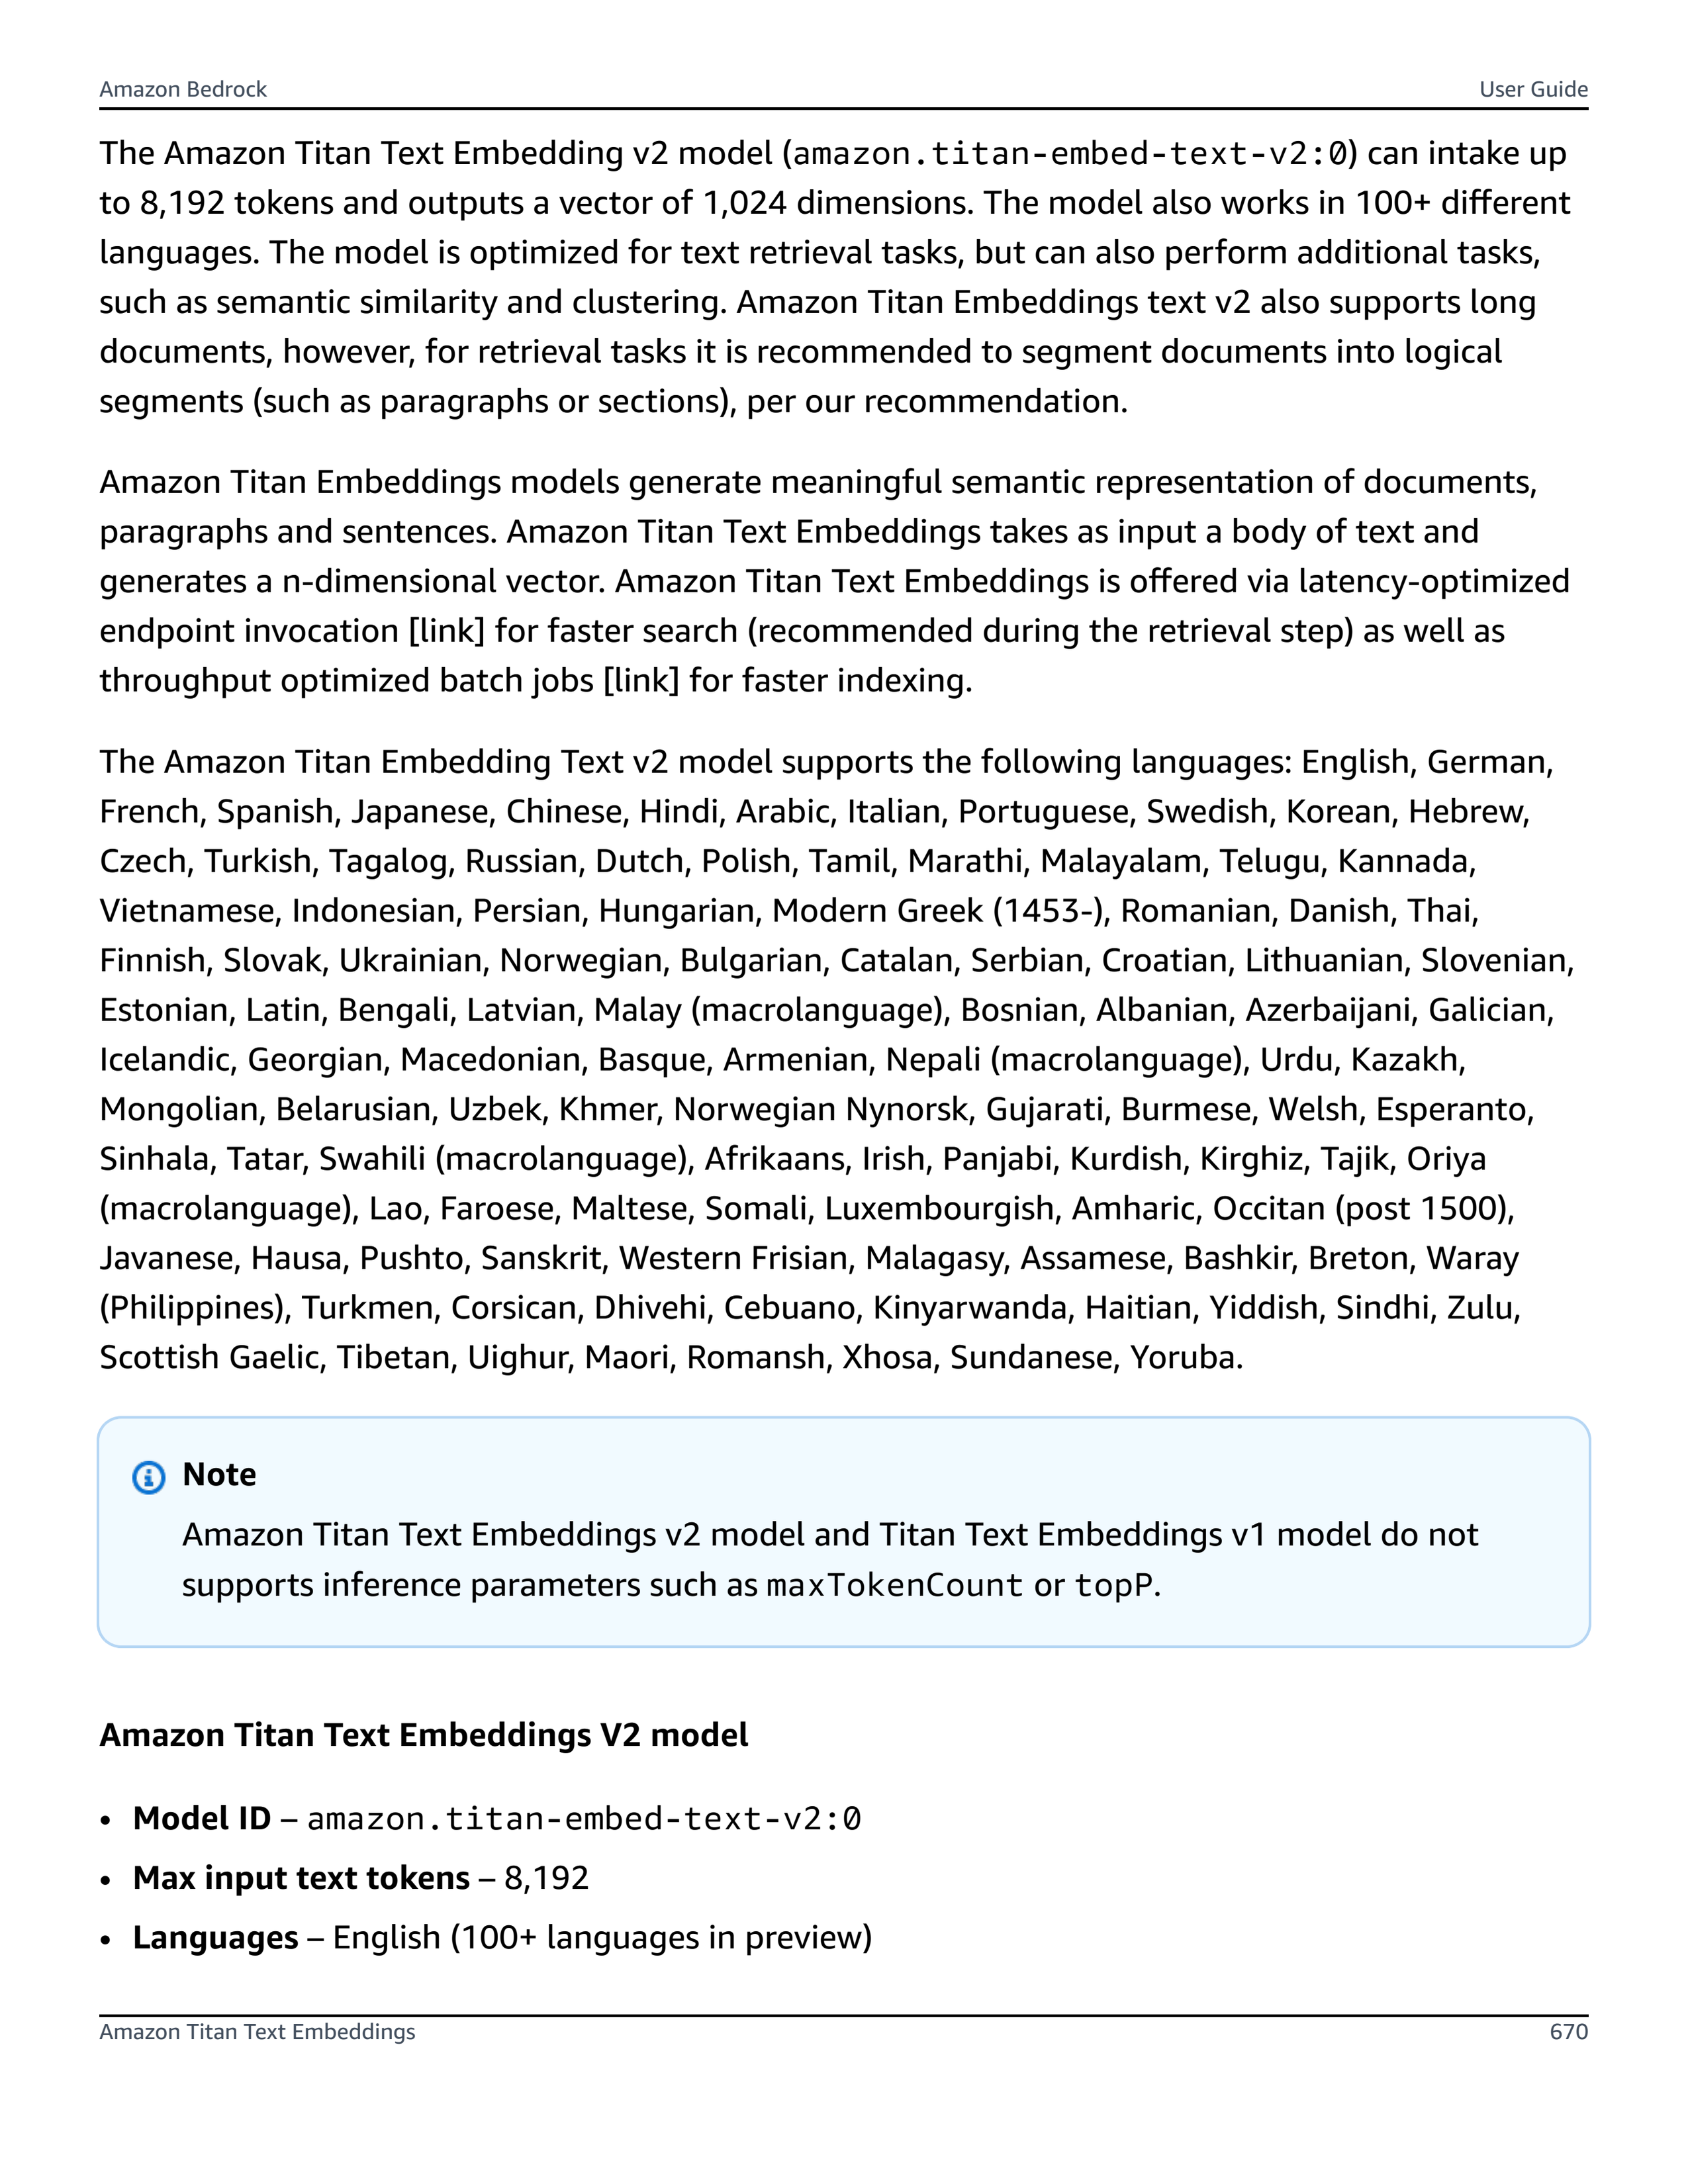 Amazon Bedrock
User Guide
The Amazon Titan Text Embedding v2 model (amazon.titan-embed-text-v2:0) can intake up
to 8,192 tokens and outputs a vector of 1,024 dimensions. The model also works in 100+ different
languages. The model is optimized for text retrieval tasks, but can also perform additional tasks,
such as semantic similarity and clustering. Amazon Titan Embeddings text v2 also supports long
documents, however, for retrieval tasks it is recommended to segment documents into logical
segments (such as paragraphs or sections), per our recommendation.
Amazon Titan Embeddings models generate meaningful semantic representation of documents,
paragraphs and sentences. Amazon Titan Text Embeddings takes as input a body of text and
generates a n-dimensional vector. Amazon Titan Text Embeddings is offered via latency-optimized
endpoint invocation [link] for faster search (recommended during the retrieval step) as well as
throughput optimized batch jobs [link] for faster indexing.
The Amazon Titan Embedding Text v2 model supports the following languages: English, German,
French, Spanish, Japanese, Chinese, Hindi, Arabic, Italian, Portuguese, Swedish, Korean, Hebrew,
Czech, Turkish, Tagalog, Russian, Dutch, Polish, Tamil, Marathi, Malayalam, Telugu, Kannada,
Vietnamese, Indonesian, Persian, Hungarian, Modern Greek (1453-), Romanian, Danish, Thai,
Finnish, Slovak, Ukrainian, Norwegian, Bulgarian, Catalan, Serbian, Croatian, Lithuanian, Slovenian,
Estonian, Latin, Bengali, Latvian, Malay (macrolanguage), Bosnian, Albanian, Azerbaijani, Galician,
Icelandic, Georgian, Macedonian, Basque, Armenian, Nepali (macrolanguage), Urdu, Kazakh,
Mongolian, Belarusian, Uzbek, Khmer, Norwegian Nynorsk, Gujarati, Burmese, Welsh, Esperanto,
Sinhala, Tatar, Swahili (macrolanguage), Afrikaans, Irish, Panjabi, Kurdish, Kirghiz, Tajik, Oriya
(macrolanguage), Lao, Faroese, Maltese, Somali, Luxembourgish, Amharic, Occitan (post 1500),
Javanese, Hausa, Pushto, Sanskrit, Western Frisian, Malagasy, Assamese, Bashkir, Breton, Waray
(Philippines), Turkmen, Corsican, Dhivehi, Cebuano, Kinyarwanda, Haitian, Yiddish, Sindhi, Zulu,
Scottish Gaelic, Tibetan, Uighur, Maori, Romansh, Xhosa, Sundanese, Yoruba.
Note
Amazon Titan Text Embeddings v2 model and Titan Text Embeddings v1 model do not
supports inference parameters such as maxTokenCount or topP.
Amazon Titan Text Embeddings V2 model
• Model ID – amazon.titan-embed-text-v2:0
• Max input text tokens – 8,192
• Languages – English (100+ languages in preview)
Amazon Titan Text Embeddings
670